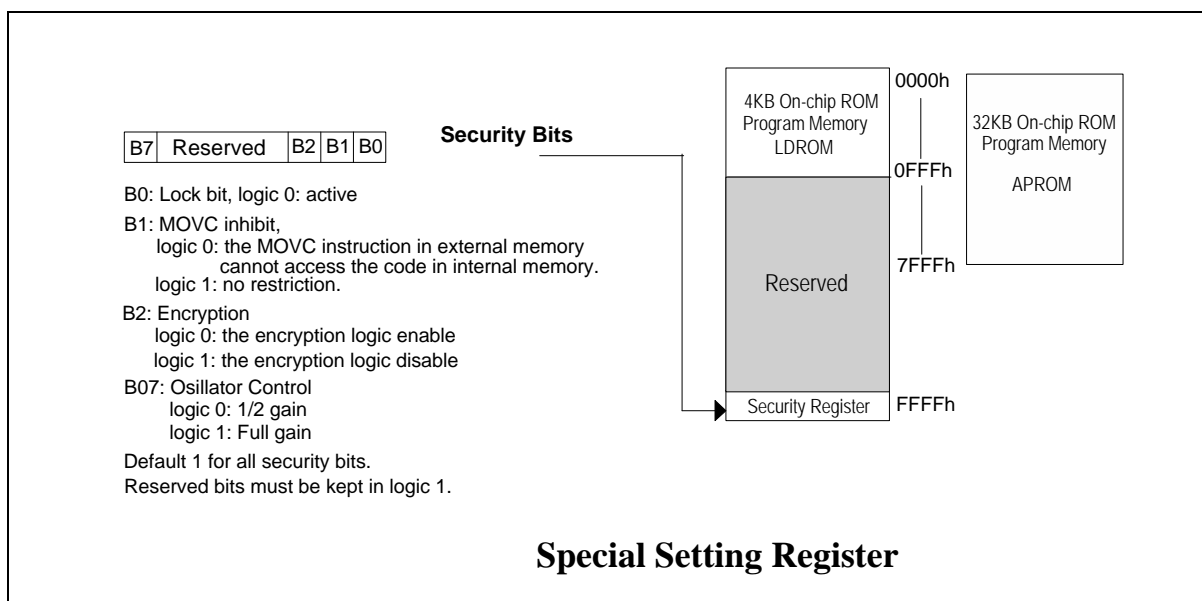 B7 Reserved B2 B1 B0
Security Bits
B0: Lock bit, logic 0: active
B1: MOVC inhibit,
logic 0: the MOVC instruction in external memory
cannot access the code in internal memory.
logic 1: no restriction.
B2: Encryption
logic 0: the encryption logic enable
logic 1: the encryption logic disable
B07: Osillator Control
logic 0: 1/2 gain
logic 1: Full gain
Default 1 for all security bits.
Reserved bits must be kept in logic 1.
4KB On-chip ROM
Program Memory
LDROM
Reserved
Security Register
0000h
0FFFh
7FFFh
FFFFh
32KB On-chip ROM
Program Memory
APROM
Special Setting Register